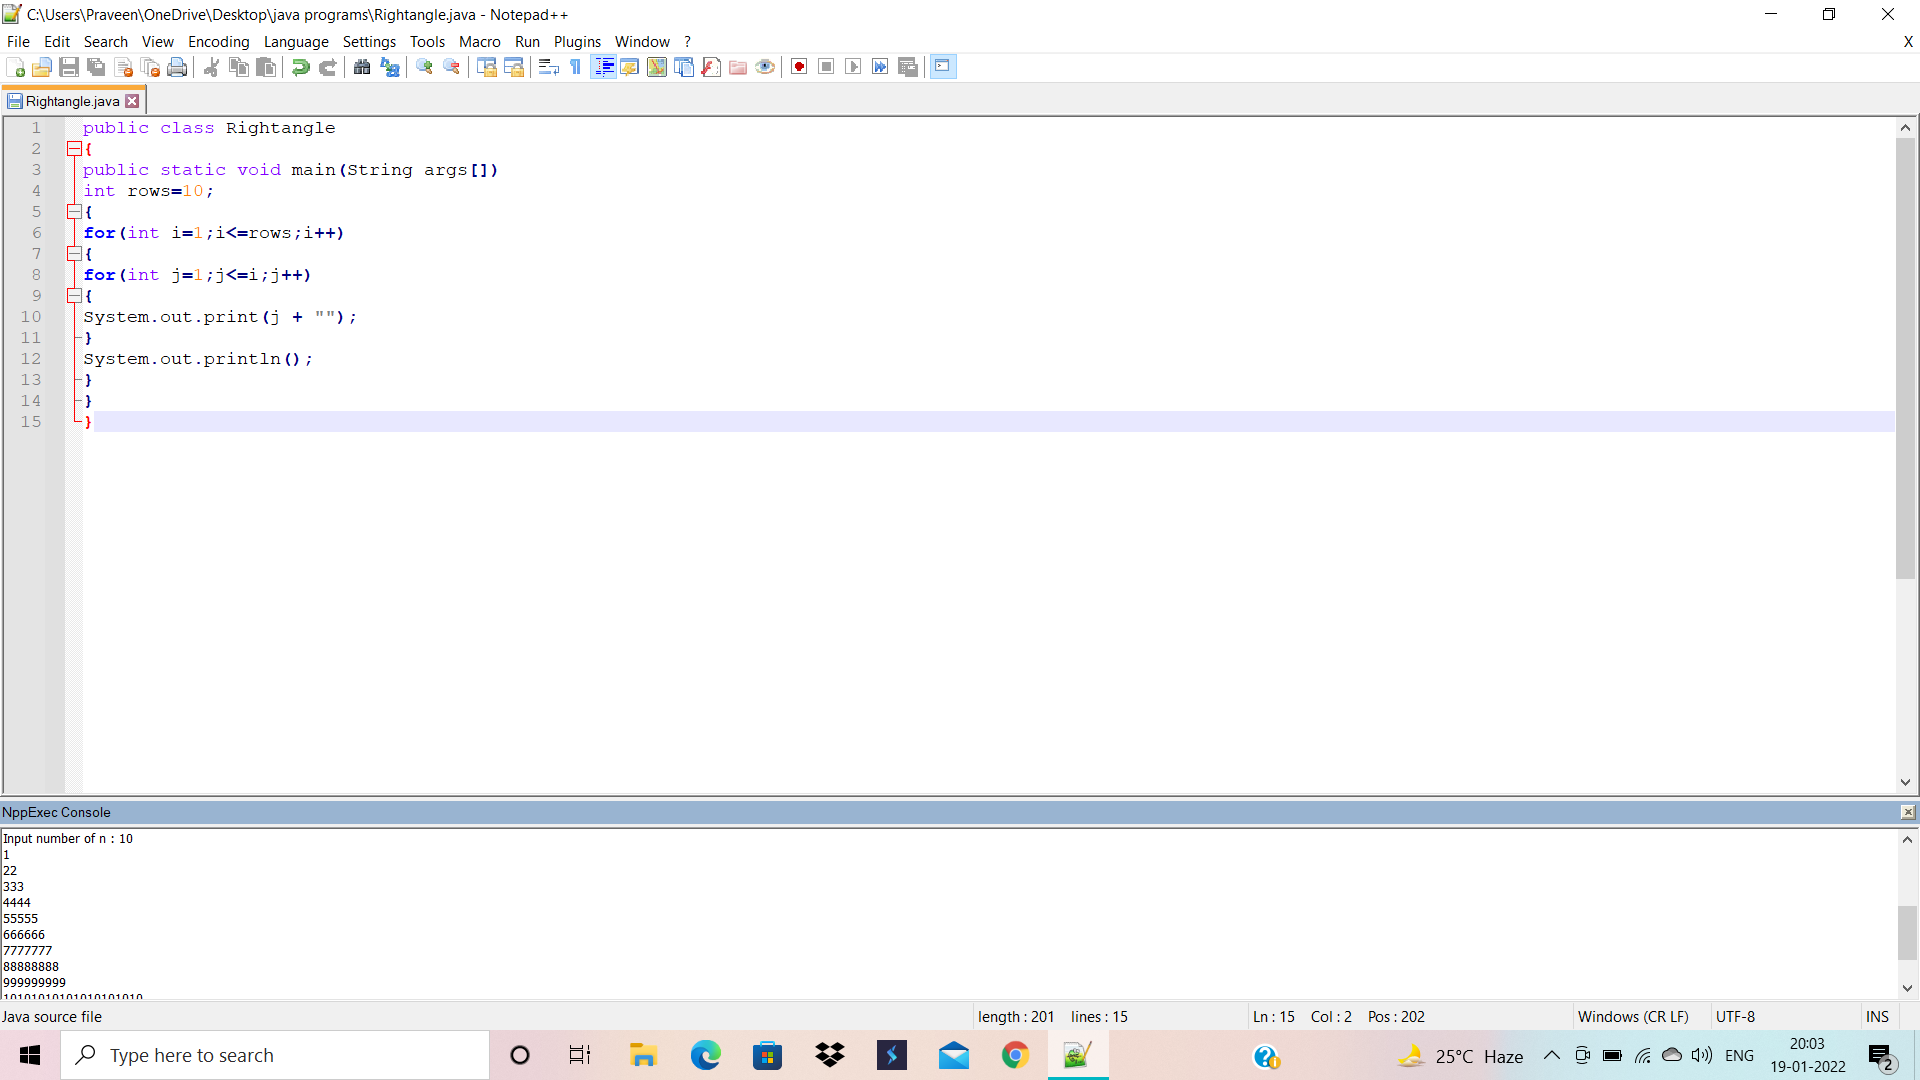 C:\Users\Praveen\OneDrive\Desktop\java programs\Rightangle.java - Notepad++
File Edit Search View Encoding Language Settings Tools Macro Run Plugins Window ? X
Rightangle.java
1 public class Rightangle
2 {
3 public static void main(String args[])
4 int rows=10;
5 {
6 for(int i=1;i<=rows;i++)
7 {
8 for(int j=1;j<=i;j++)
9 {
10 System.out.print(j + "");
11 }
12 System.out.println();
13 }
14 }
15 }
NppExec Console
Input number of n : 10
1
22
333
4444
55555
666666
7777777
88888888
999999999
10101010101010101010
Java source file length : 201 lines : 15 Ln : 15 Col : 2 Pos : 202 Windows (CR LF) UTF-8 INS
Type here to search 25°C Haze ENG 20:03
19-01-2022 2